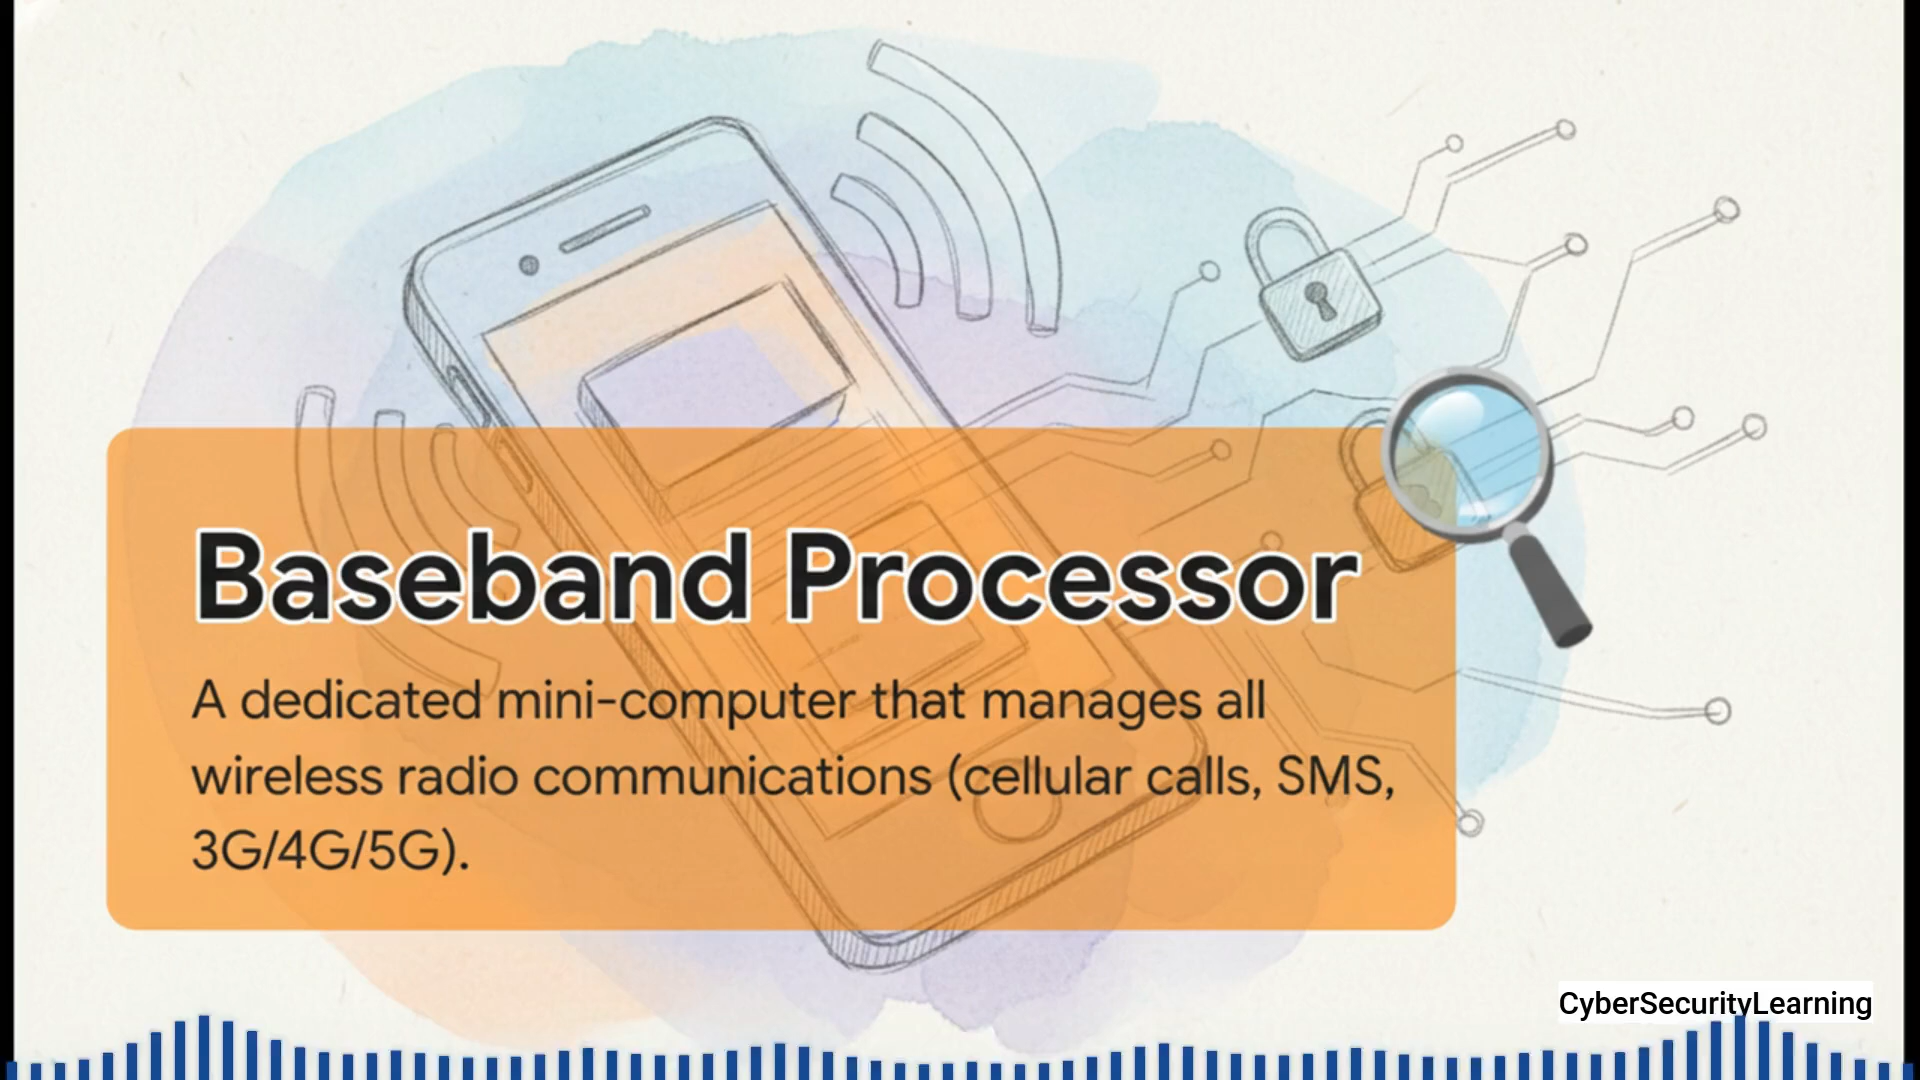 Baseband Processor
A dedicated mini-computer that manages all
wireless radio communications (cellular calls, SMS,
3G/4G/5G).
CyberSecurityLearning